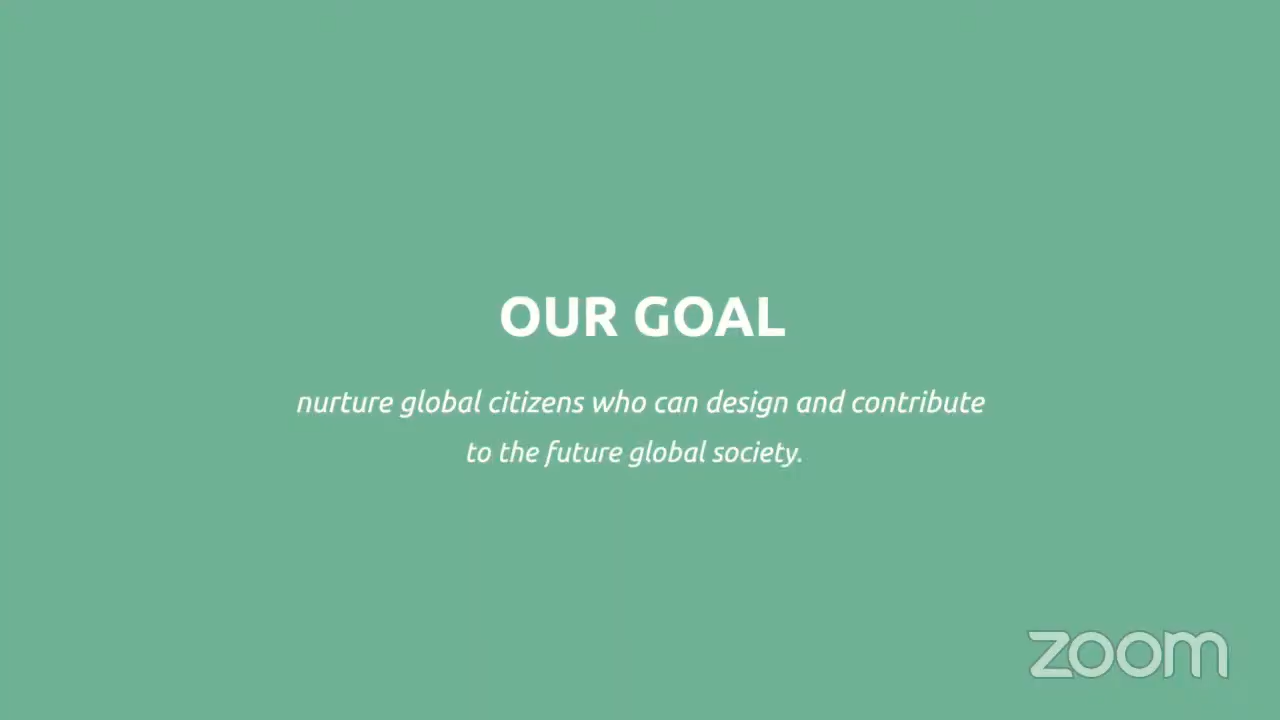 OUR GOAL
nurture global citizens who can design and contribute
to the future global society.
zoom